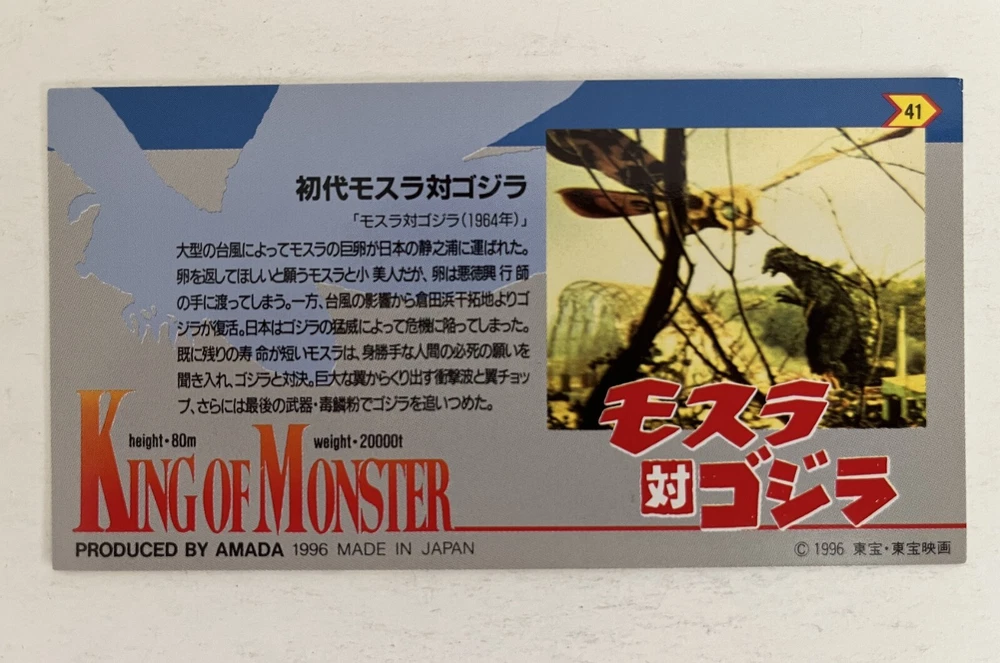 41
初代モスラ対ゴジラ
「モスラ対ゴジラ(1964年)」
大型の台風によってモスラの巨卵が日本の静之浦に運ばれた。
卵を返してほしいと願うモスラと小美人だが、卵は悪徳興行師
の手に渡ってしまう。一方、台風の影響から倉田浜干拓地よりゴ
ジラが復活。日本はゴジラの猛威によって危機に陥ってしまった。
既に残りの寿命が短いモスラは、身勝手な人間の必死の願いを
聞き入れ、ゴジラと対決。巨大な翼からくり出す衝撃波と翼チョッ
プ、さらには最後の武器・毒鱗粉でゴジラを追いつめた。
height・80m weight・20000t
KING OF MONSTER
モスラ
対ゴジラ
PRODUCED BY AMADA 1996 MADE IN JAPAN
© 1996 東宝・東宝映画